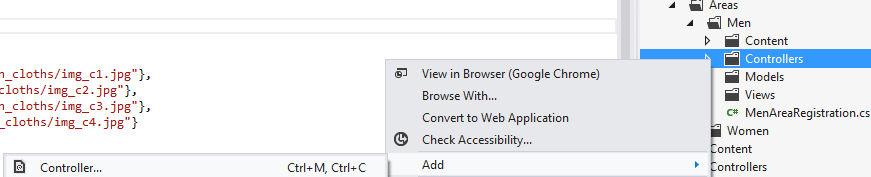 Areas
Men
Content
Controllers
Models
Views
MenAreaRegistration.cs
Women
Content
Controllers
n_cloths/img_c1.jpg"},
cloths/img_c2.jpg"},
n_cloths/img_c3.jpg"},
_cloths/img_c4.jpg"}
View in Browser (Google Chrome)
Browse With...
Convert to Web Application
Check Accessibility...
Add
Controller... Ctrl+M, Ctrl+C